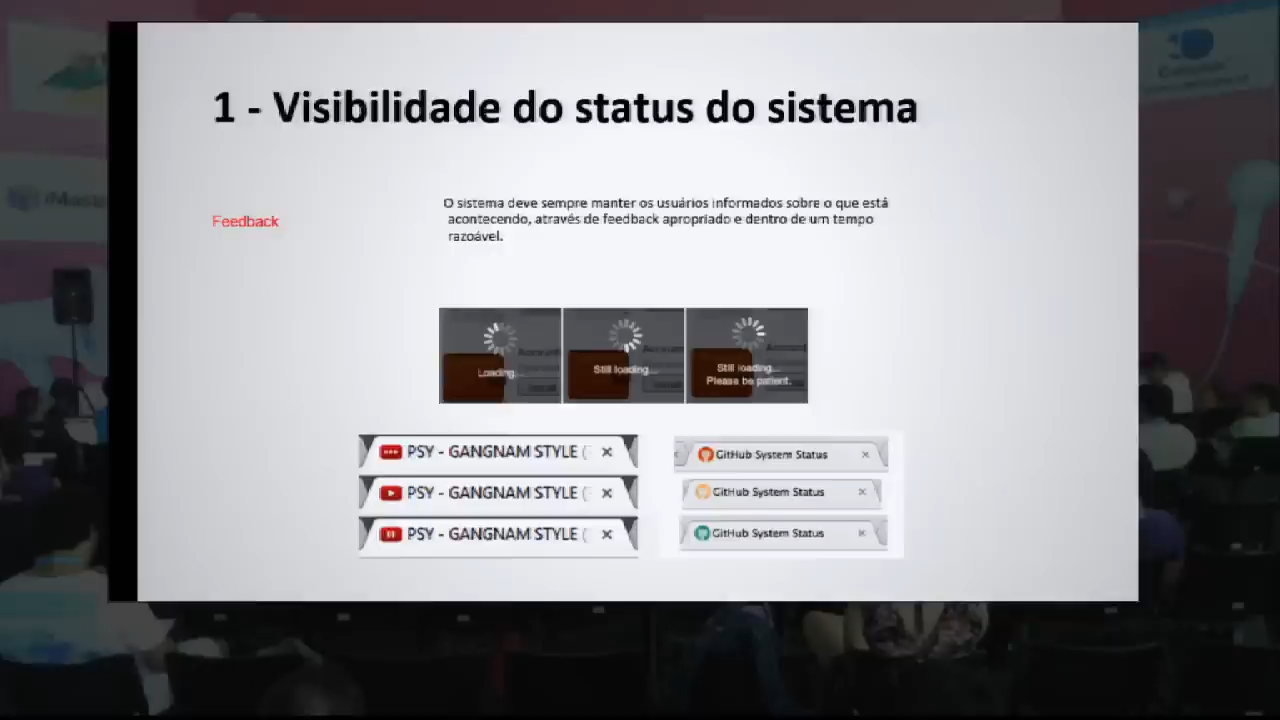 1 - Visibilidade do status do sistema
Feedback
O sistema deve sempre manter os usuários informados sobre o que está
acontecendo, através de feedback apropriado e dentro de um tempo
razoável.
Loading...
Still loading...
Still loading...
Please be patient.
PSY - GANGNAM STYLE (
PSY - GANGNAM STYLE (
PSY - GANGNAM STYLE (
GitHub System Status
GitHub System Status
GitHub System Status